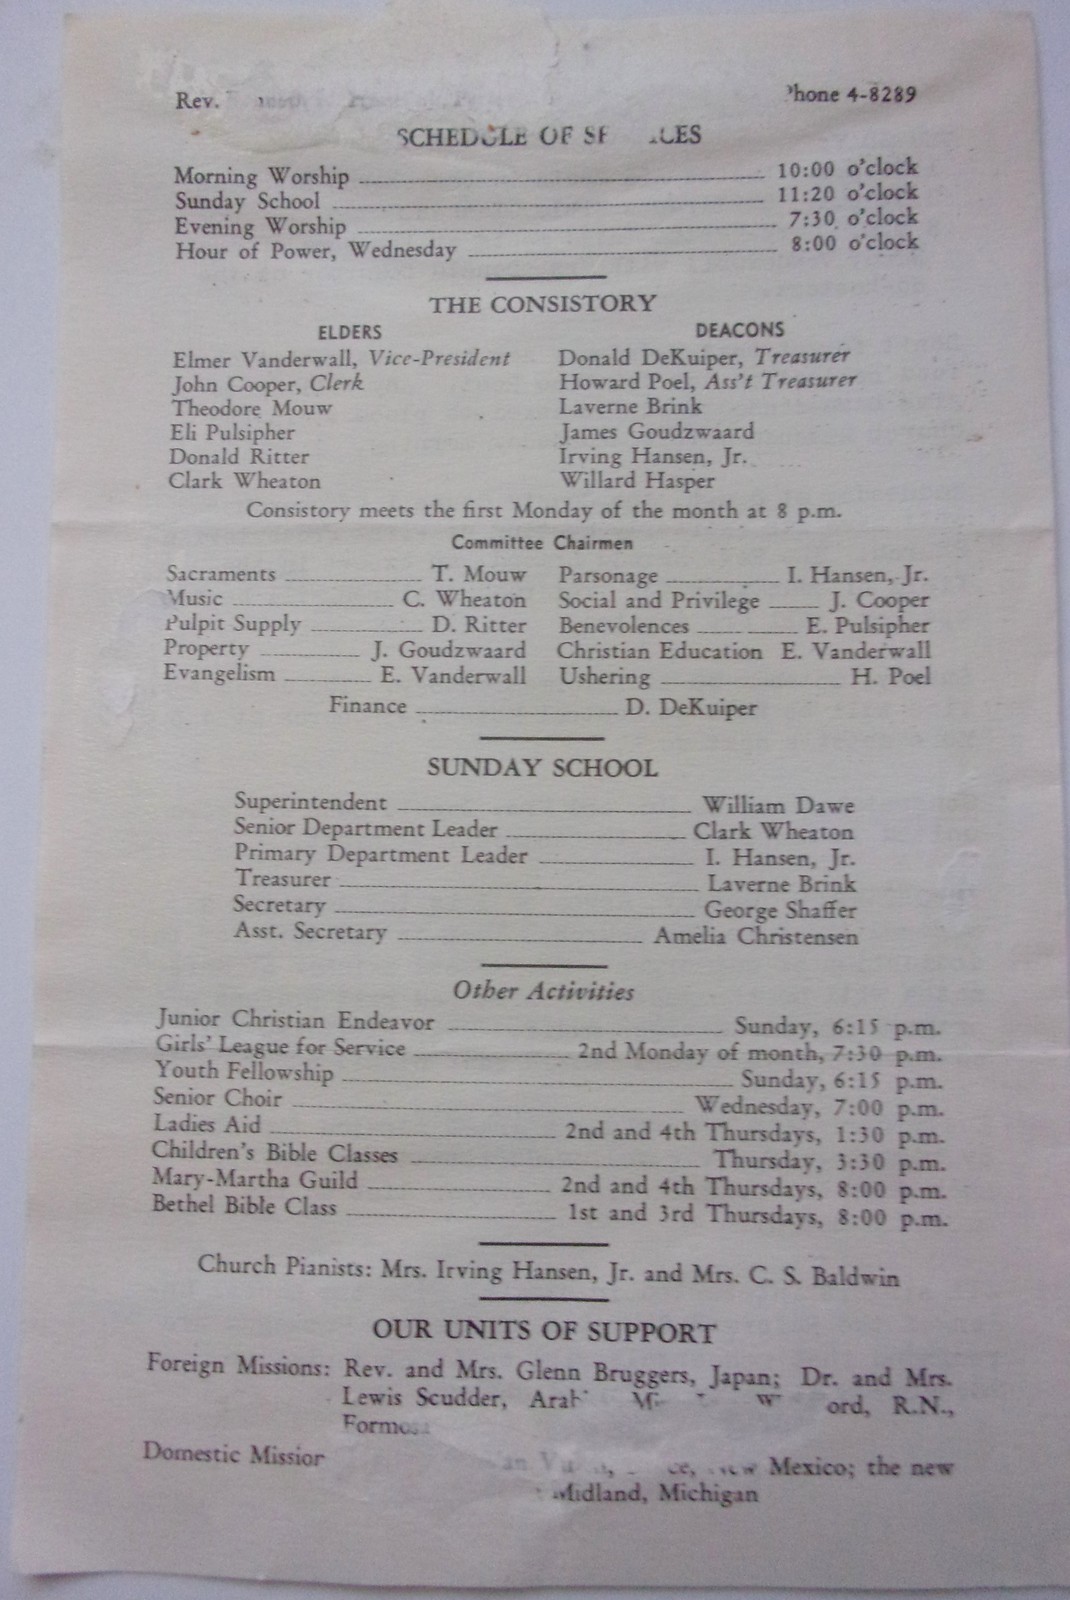 Rev. Phone 4-8289
SCHEDULE OF SERVICES
Morning Worship 10:00 o'clock
Sunday School 11:20 o'clock
Evening Worship 7:30 o'clock
Hour of Power, Wednesday 8:00 o'clock
THE CONSISTORY
ELDERS DEACONS
Elmer Vanderwall, Vice-President Donald DeKuiper, Treasurer
John Cooper, Clerk Howard Poel, Ass't Treasurer
Theodore Mouw Laverne Brink
Eli Pulsipher James Goudzwaard
Donald Ritter Irving Hansen, Jr.
Clark Wheaton Willard Hasper
Consistory meets the first Monday of the month at 8 p.m.
Committee Chairmen
Sacraments T. Mouw Parsonage I. Hansen, Jr.
Music C. Wheaton Social and Privilege J. Cooper
Pulpit Supply D. Ritter Benevolences E. Pulsipher
Property J. Goudzwaard Christian Education E. Vanderwall
Evangelism E. Vanderwall Ushering H. Poel
Finance D. DeKuiper
SUNDAY SCHOOL
Superintendent William Dawe
Senior Department Leader Clark Wheaton
Primary Department Leader I. Hansen, Jr.
Treasurer Laverne Brink
Secretary George Shaffer
Asst. Secretary Amelia Christensen
Other Activities
Junior Christian Endeavor Sunday, 6:15 p.m.
Girls' League for Service 2nd Monday of month, 7:30 p.m.
Youth Fellowship Sunday, 6:15 p.m.
Senior Choir Wednesday, 7:00 p.m.
Ladies Aid 2nd and 4th Thursdays, 1:30 p.m.
Children's Bible Classes Thursday, 3:30 p.m.
Mary-Martha Guild 2nd and 4th Thursdays, 8:00 p.m.
Bethel Bible Class 1st and 3rd Thursdays, 8:00 p.m.
Church Pianists: Mrs. Irving Hansen, Jr. and Mrs. C. S. Baldwin
OUR UNITS OF SUPPORT
Foreign Missions: Rev. and Mrs. Glenn Bruggers, Japan; Dr. and Mrs.
Lewis Scudder, R.N.,
Formosa
Domestic New Mexico; the new
Midland, Michigan